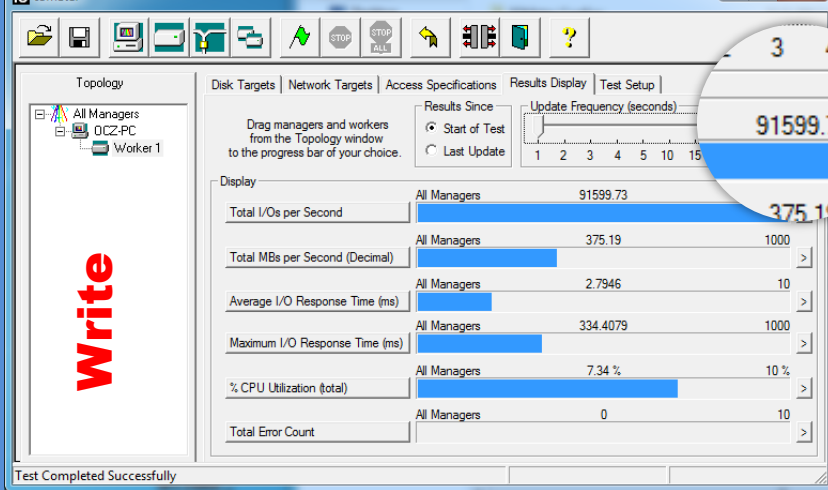 STOP
STOP
ALL
?
3
Topology
Disk Targets
Network Targets
Access Specifications
Results Display
Test Setup
All Managers
OCZ-PC
Worker 1
Write
Drag managers and workers
from the Topology window
to the progress bar of your choice.
Results Since
Start of Test
Last Update
Update Frequency (seconds)
1 2 3 4 5 10 15
91599.
375.19
Display
All Managers 91599.73
Total I/Os per Second
All Managers 375.19 1000
Total MBs per Second (Decimal) >
All Managers 2.7946 10
Average I/O Response Time (ms) >
All Managers 334.4079 1000
Maximum I/O Response Time (ms) >
All Managers 7.34 % 10 %
% CPU Utilization (total) >
All Managers 0 10
Total Error Count >
Test Completed Successfully